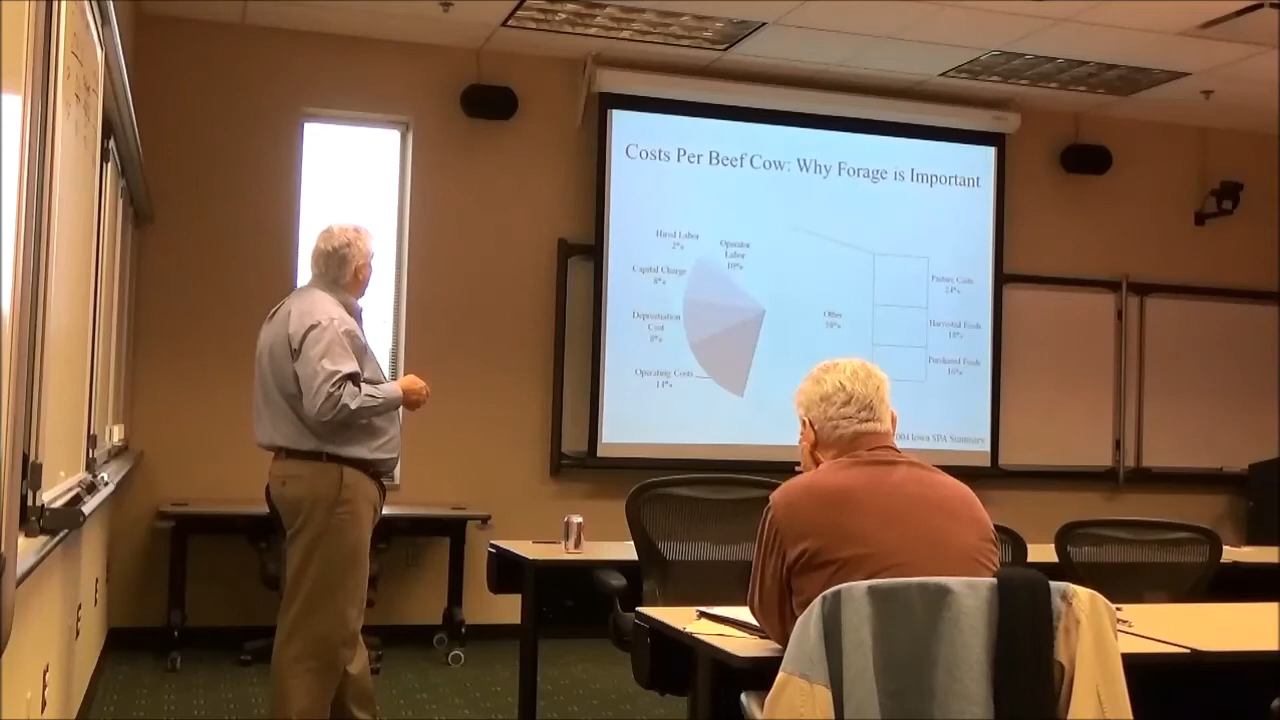 Costs Per Beef Cow: Why Forage is Important
Hired Labor
2%
Operator
Labor
10%
Capital Charge
8%
Depreciation
Cost
8%
Operating Costs
14%
Other
58%
Pasture Costs
24%
Harvested Feeds
18%
Purchased Feeds
16%
004 Iowa SPA Summary